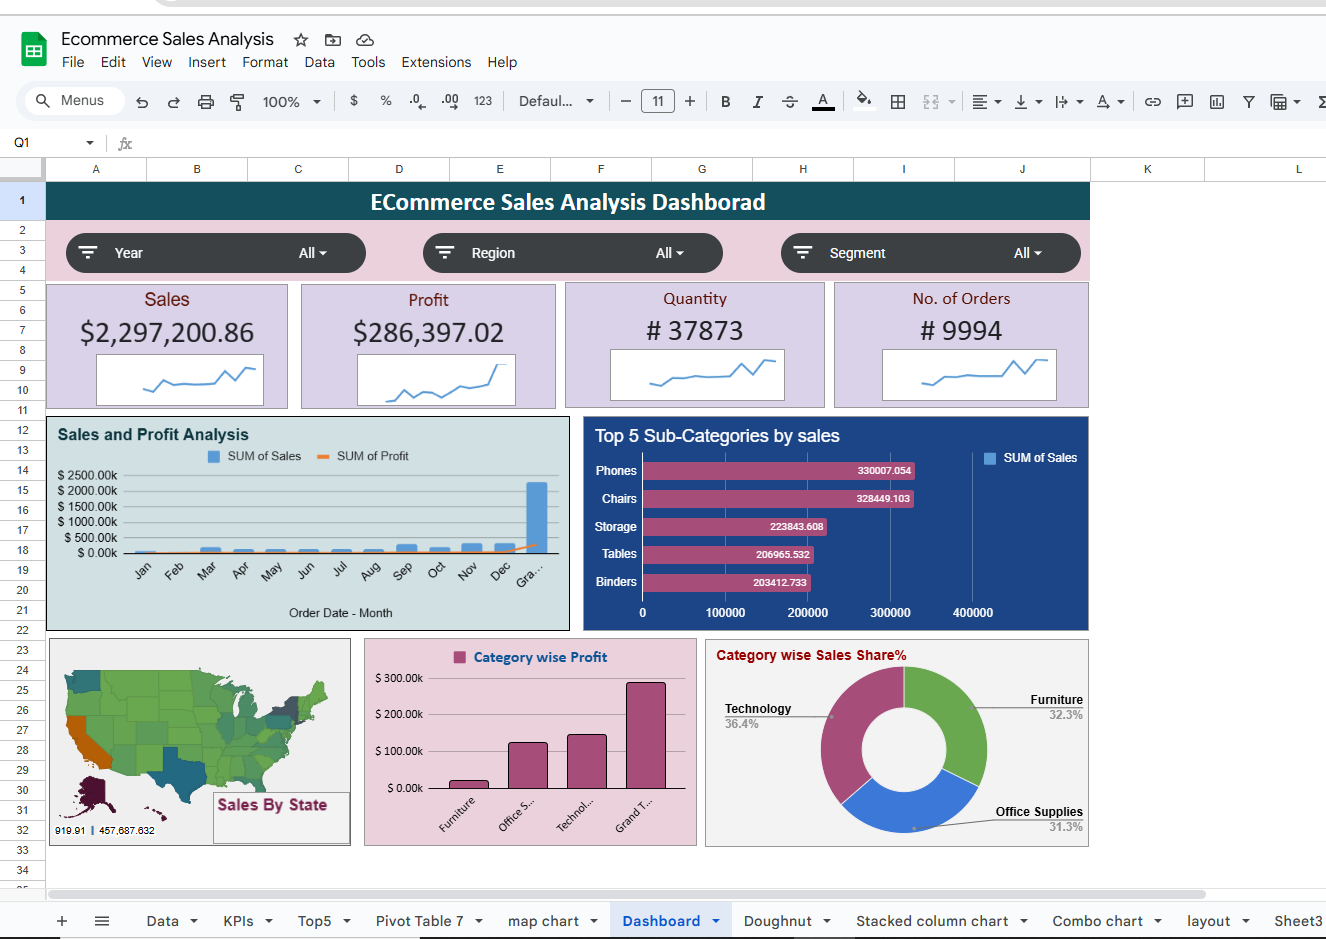 Ecommerce Sales Analysis
File Edit View Insert Format Data Tools Extensions Help
Menus 100% $ % .0 .00 123 Defaul... − 11 + B I A Σ
Q1 fx
A B C D E F G H I J K L
1 ECommerce Sales Analysis Dashborad
2
3 Year All Region All Segment All
4
5 Sales Profit Quantity No. of Orders
6
7 $2,297,200.86 $286,397.02 # 37873 # 9994
8
9
10
11
12 Sales and Profit Analysis Top 5 Sub-Categories by sales
13 SUM of Sales SUM of Profit SUM of Sales
14 $ 2500.00k Phones 330007.054
15 $ 2000.00k
16 $ 1500.00k Chairs 328449.103
17 $ 1000.00k Storage 223843.608
$ 500.00k
18 $ 0.00k Tables 206965.532
19 Jan Feb Mar Apr May Jun Jul Aug Sep Oct Nov Dec Gra... Binders 203412.733
20
21 Order Date - Month 0 100000 200000 300000 400000
22
23 Category wise Profit Category wise Sales Share%
24 $ 300.00k
25 Furniture
26 $ 200.00k Technology 32.3%
27 36.4%
28 $ 100.00k
29
30 $ 0.00k
31 Sales By State Furniture Office S... Technol... Grand T... Office Supplies
32 919.91 457,687.632 31.3%
33
34
+ Data KPIs Top5 Pivot Table 7 map chart Dashboard Doughnut Stacked column chart Combo chart layout Sheet3